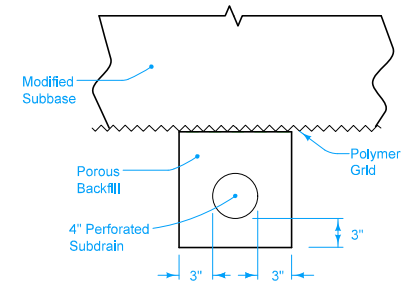 Modified
Subbase
Polymer
Grid
Porous
Backfill
4" Perforated
Subdrain
3"
3"
3"